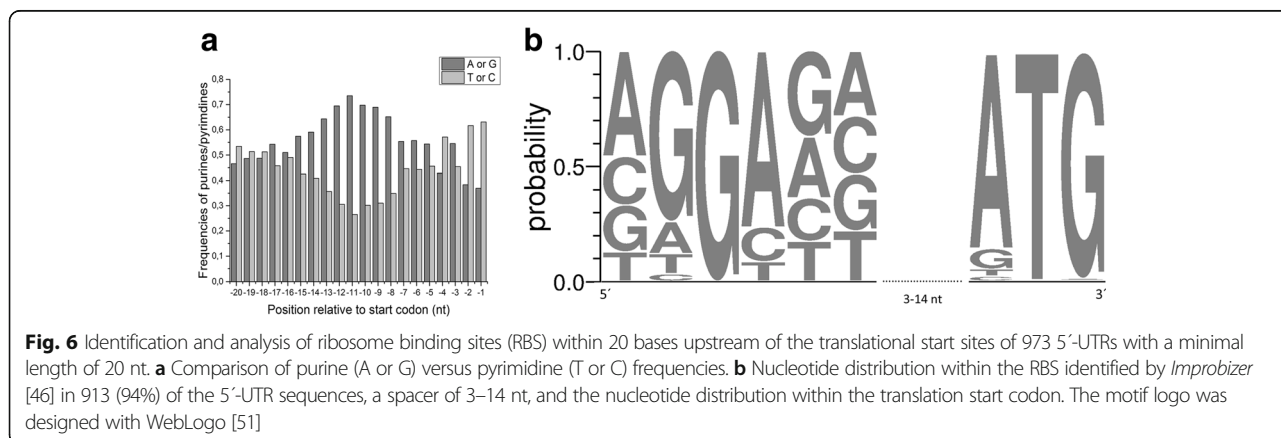 a
A or G
T or C
Frequencies of purines/pyrimdines
0,8
0,7
0,6
0,5
0,4
0,3
0,2
0,1
0,0
-20 -19 -18 -17 -16 -15 -14 -13 -12 -11 -10 -9 -8 -7 -6 -5 -4 -3 -2 -1
Position relative to start codon (nt)
b
probability
1.0
0.5
0.0
A G G A G A
C A C A C
G T T C G
T C T T
A T G
G
T
C
5´
3-14 nt
3´
Fig. 6 Identification and analysis of ribosome binding sites (RBS) within 20 bases upstream of the translational start sites of 973 5´-UTRs with a minimal
length of 20 nt. a Comparison of purine (A or G) versus pyrimidine (T or C) frequencies. b Nucleotide distribution within the RBS identified by Improbizer
[46] in 913 (94%) of the 5´-UTR sequences, a spacer of 3–14 nt, and the nucleotide distribution within the translation start codon. The motif logo was
designed with WebLogo [51]